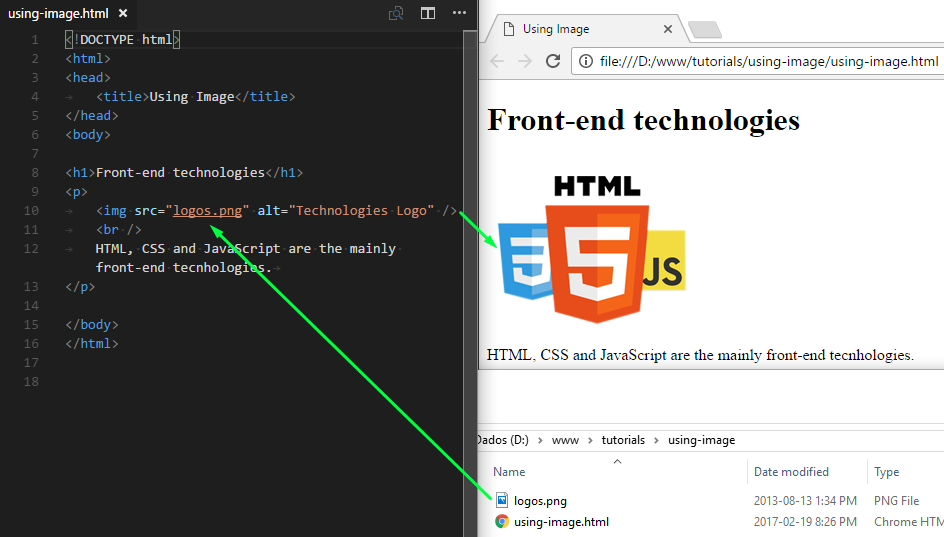 using-image.html
1 <!DOCTYPE html>
2 <html>
3 <head>
4 <title>Using Image</title>
5 </head>
6 <body>
7
8 <h1>Front-end technologies</h1>
9 <p>
10 <img src="logos.png" alt="Technologies Logo" />
11 <br />
12 HTML, CSS and JavaScript are the mainly
front-end tecnhologies.
13 </p>
14
15 </body>
16 </html>
17
18
Using Image
file:///D:/www/tutorials/using-image/using-image.html
Front-end technologies
HTML
3 5 JS
HTML, CSS and JavaScript are the mainly front-end tecnhologies.
Dados (D:) > www > tutorials > using-image
Name Date modified Type
logos.png 2013-08-13 1:34 PM PNG File
using-image.html 2017-02-19 8:26 PM Chrome HTM